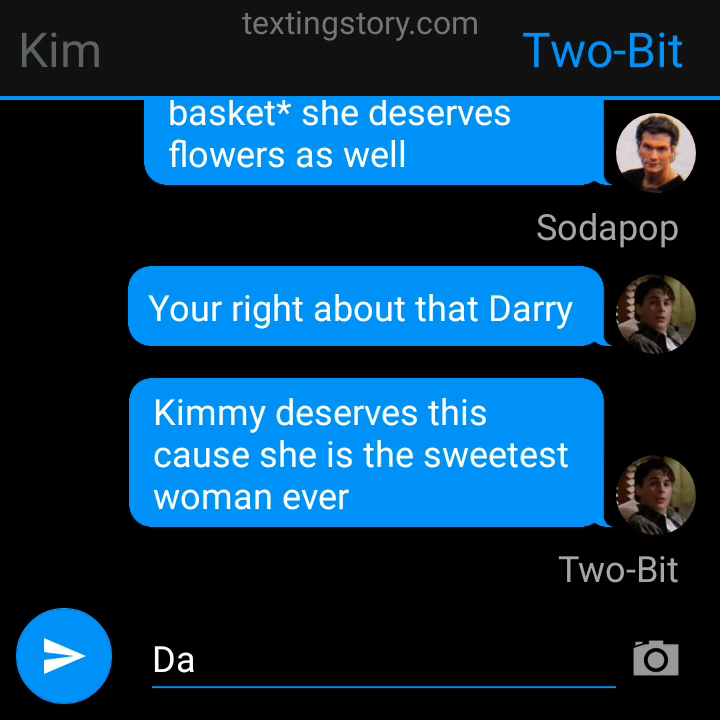 textingstory.com
Kim
Two-Bit
basket* she deserves
flowers as well
Sodapop
Your right about that Darry
Kimmy deserves this
cause she is the sweetest
woman ever
Two-Bit
Da